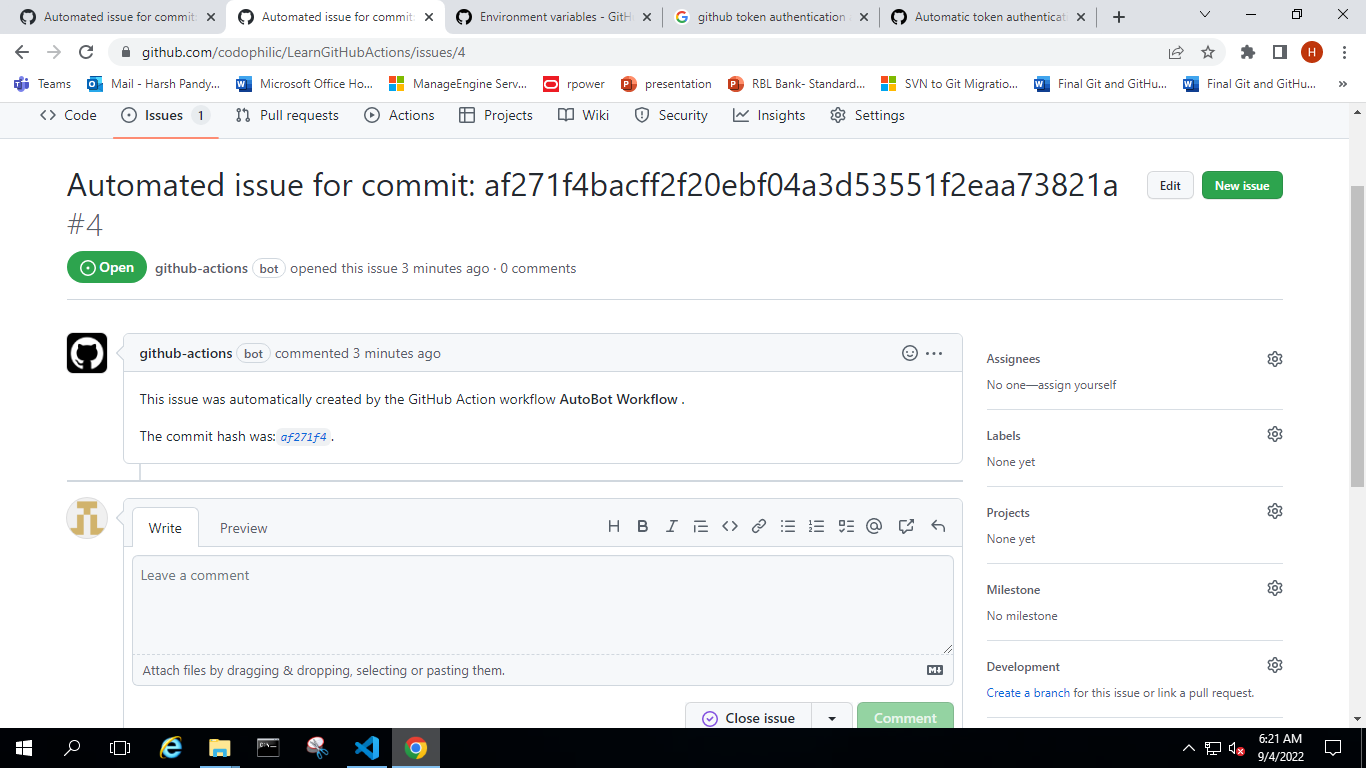 Automated issue for commit:
Automated issue for commit:
Environment variables - GitH
github token authentication
Automatic token authenticati
github.com/codophilic/LearnGitHubActions/issues/4
H
Teams
Mail - Harsh Pandy...
Microsoft Office Ho...
ManageEngine Serv...
rpower
presentation
RBL Bank- Standard...
SVN to Git Migratio...
Final Git and GitHu...
Final Git and GitHu...
»
Code
Issues 1
Pull requests
Actions
Projects
Wiki
Security
Insights
Settings
Automated issue for commit: af271f4bacff2f20ebf04a3d53551f2eaa73821a
#4
Edit
New issue
Open
github-actions bot opened this issue 3 minutes ago · 0 comments
github-actions bot commented 3 minutes ago
This issue was automatically created by the GitHub Action workflow AutoBot Workflow .
The commit hash was: af271f4 .
Assignees
No one—assign yourself
Labels
None yet
Projects
None yet
Milestone
No milestone
Development
Create a branch for this issue or link a pull request.
Write
Preview
Leave a comment
Attach files by dragging & dropping, selecting or pasting them.
Close issue
Comment
6:21 AM
9/4/2022